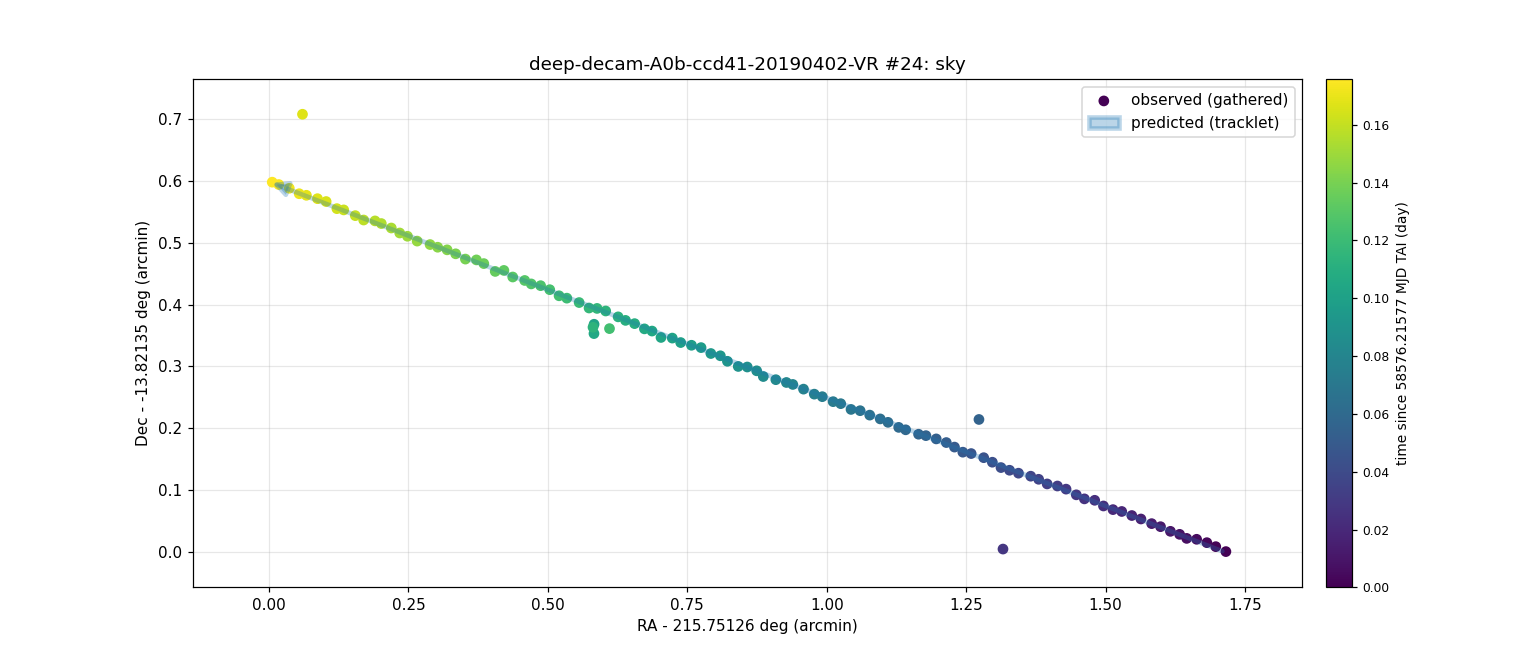 deep-decam-A0b-ccd41-20190402-VR #24: sky
observed (gathered)
predicted (tracklet)
Dec - -13.82135 deg (arcmin)
0.7
0.6
0.5
0.4
0.3
0.2
0.1
0.0
0.00 0.25 0.50 0.75 1.00 1.25 1.50 1.75
RA - 215.75126 deg (arcmin)
0.16
0.14
0.12
0.10
0.08
0.06
0.04
0.02
0.00
time since 58576.21577 MJD TAI (day)